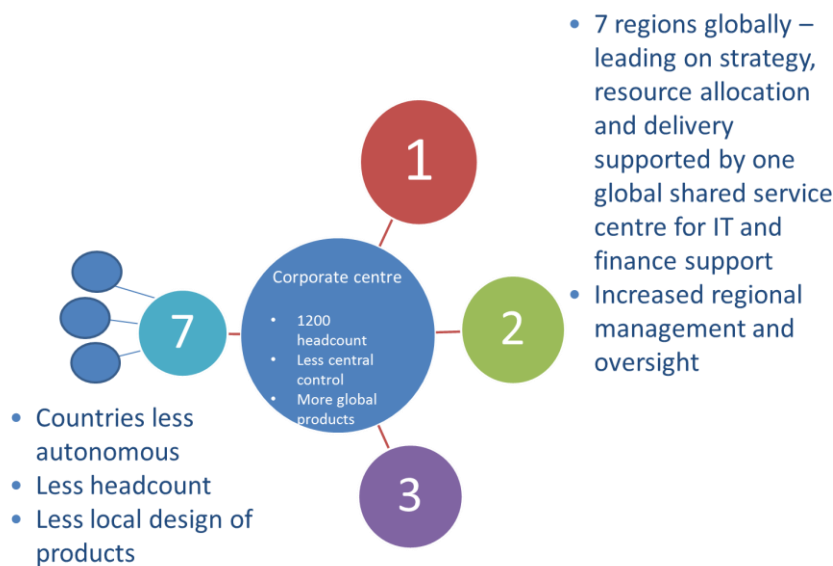 • 7 regions globally –
leading on strategy,
resource allocation
and delivery
supported by one
global shared service
centre for IT and
finance support
• Increased regional
management and
oversight
1
Corporate centre
• 1200
headcount
• Less central
control
• More global
products
7
2
3
• Countries less
autonomous
• Less headcount
• Less local design of
products